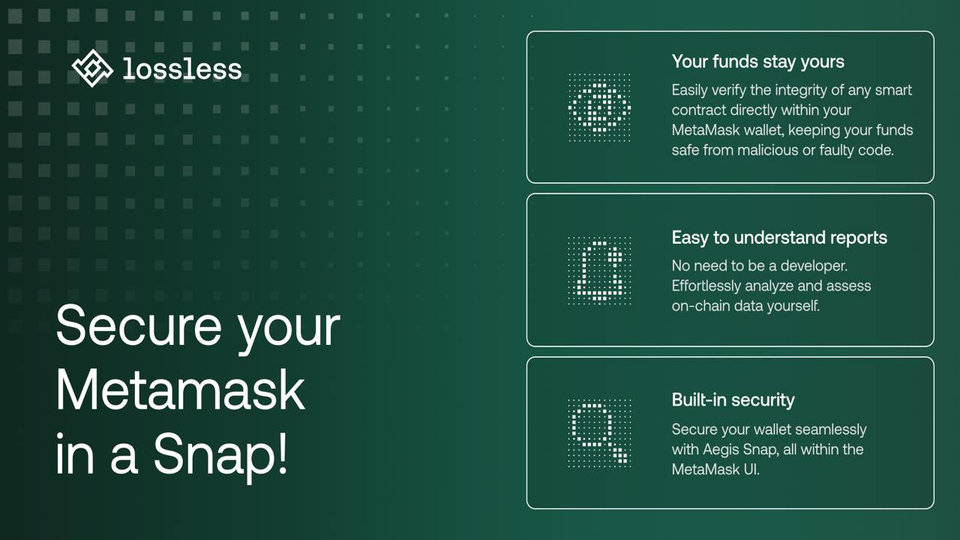 lossless
Secure your
Metamask
in a Snap!
Your funds stay yours
Easily verify the integrity of any smart
contract directly within your
MetaMask wallet, keeping your funds
safe from malicious or faulty code.
Easy to understand reports
No need to be a developer.
Effortlessly analyze and assess
on-chain data yourself.
Built-in security
Secure your wallet seamlessly
with Aegis Snap, all within the
MetaMask UI.